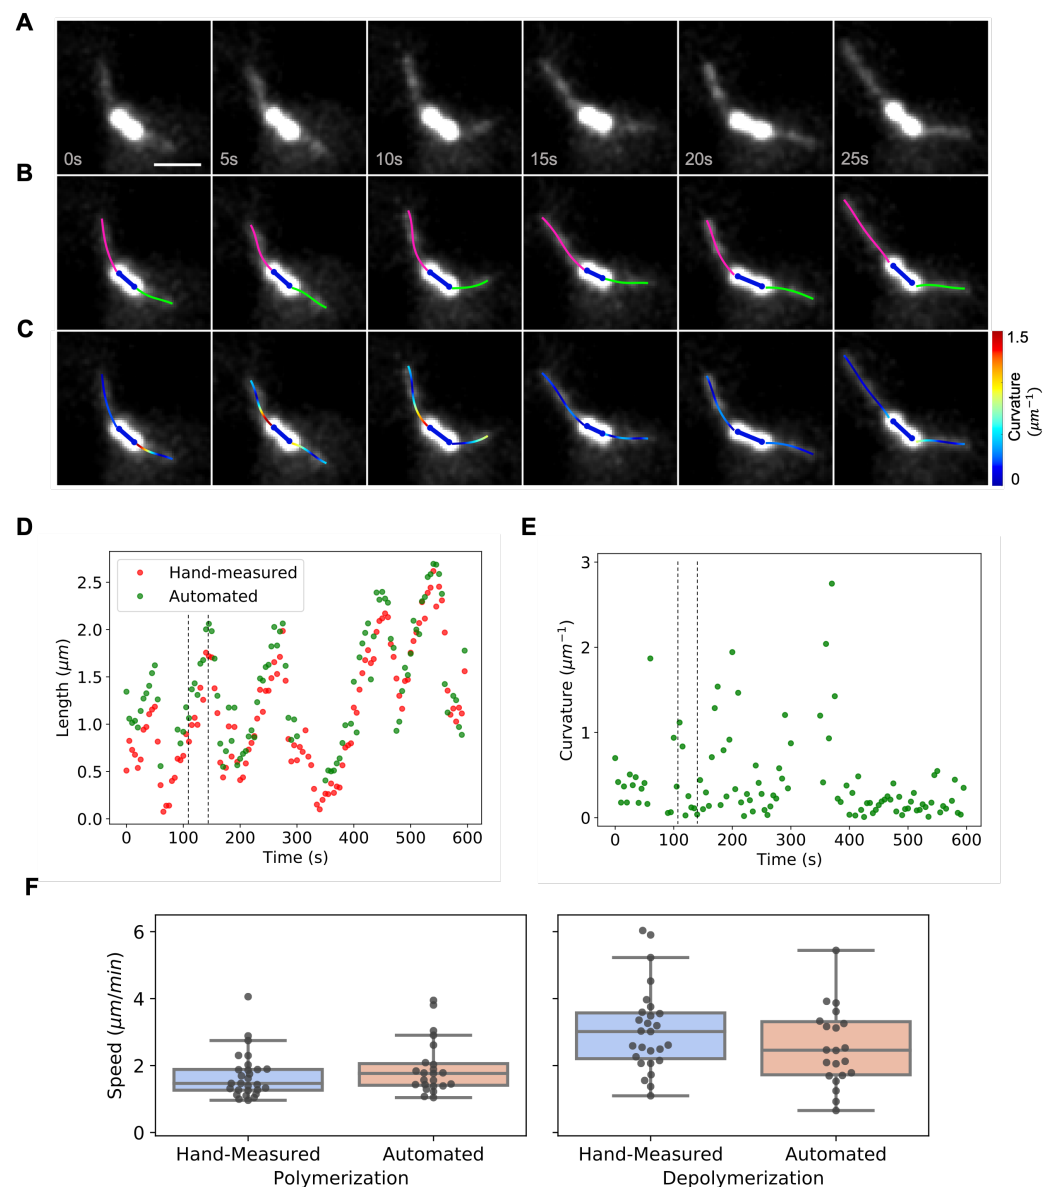 A
0s
5s
10s
15s
20s
25s
B
C
1.5
Curvature
(μm⁻¹)
0
D
E
Hand-measured
Automated
2.5
2.0
1.5
1.0
0.5
0.0
Length (μm)
0
100
200
300
400
500
600
Time (s)
3
2
1
0
Curvature (μm⁻¹)
0
100
200
300
400
500
600
Time (s)
F
6
4
2
0
Speed (μm/min)
Hand-Measured
Automated
Polymerization
Hand-Measured
Automated
Depolymerization